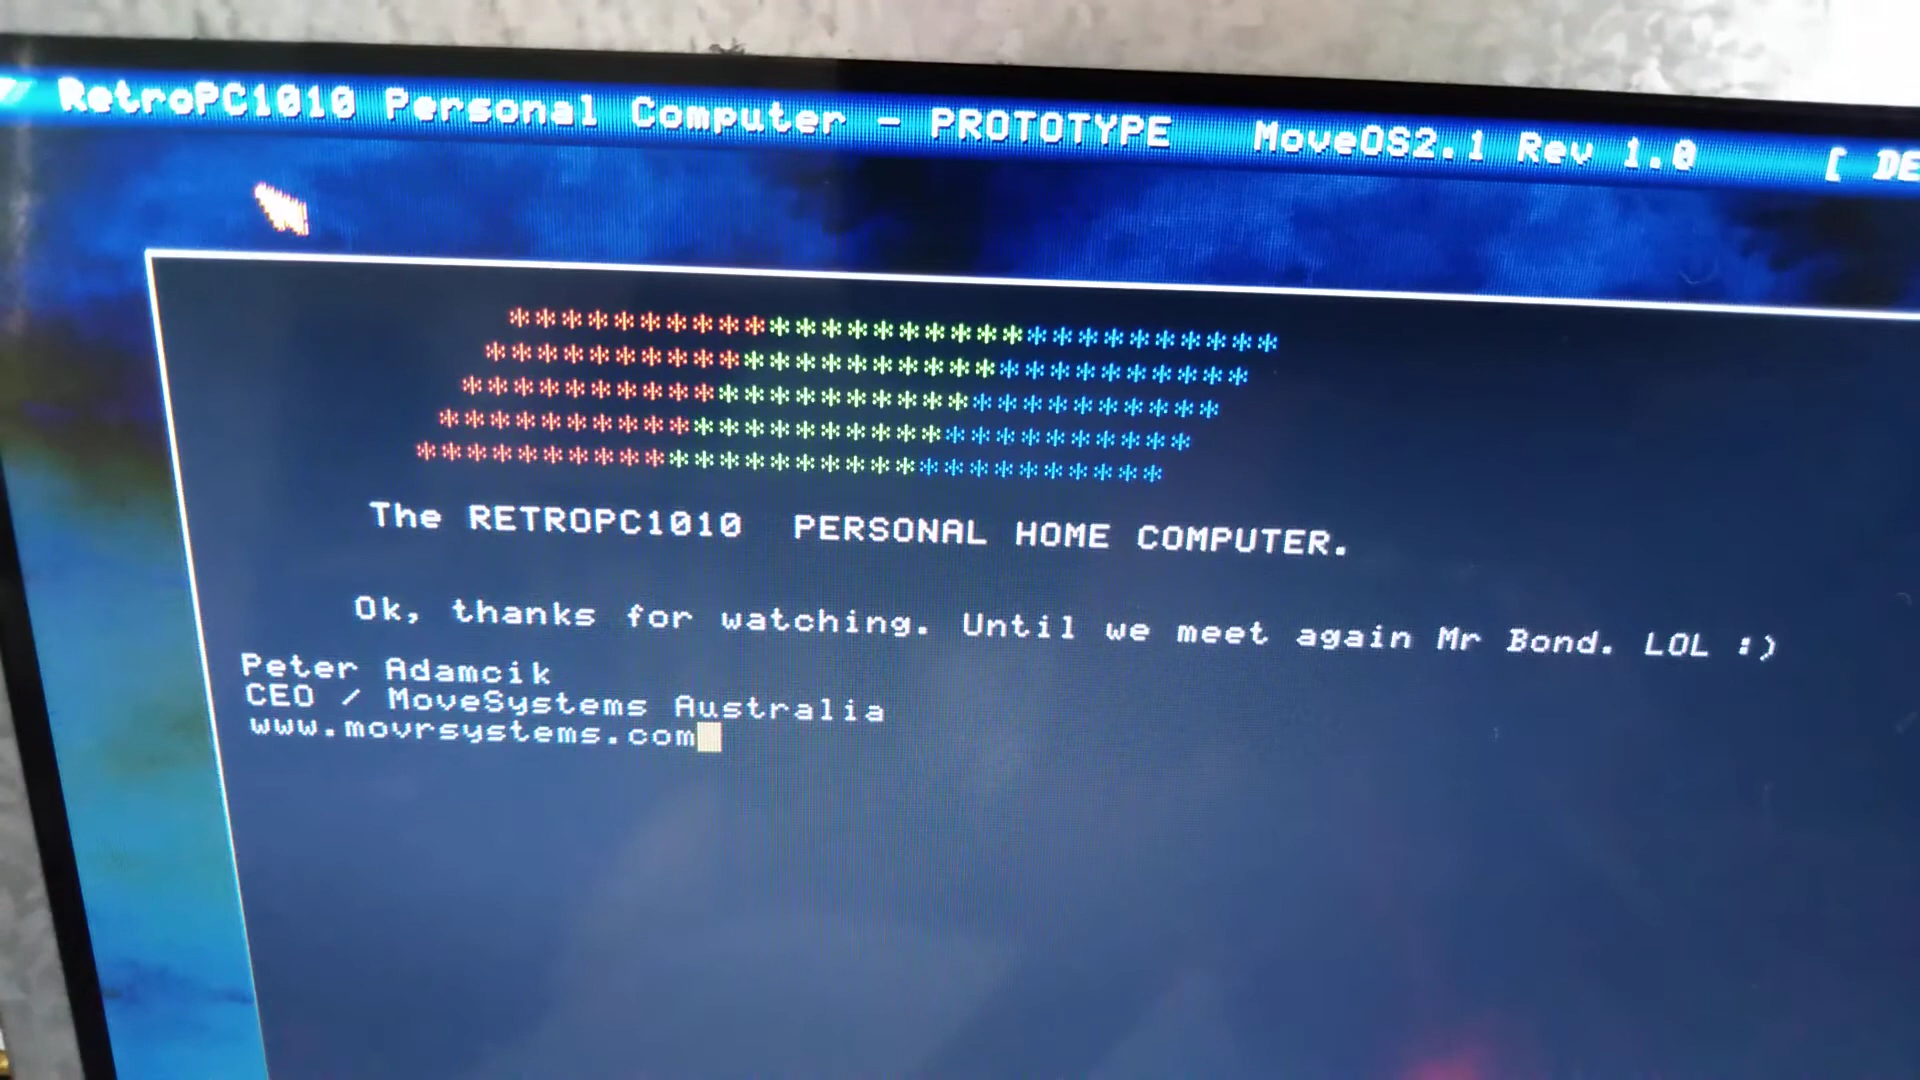 RetroPC1010 Personal Computer - PROTOTYPE MoveOS2.1 Rev 1.0 [ DE
******************************
******************************
******************************
******************************
******************************
The RETROPC1010 PERSONAL HOME COMPUTER.
Ok, thanks for watching. Until we meet again Mr Bond. LOL :)
Peter Adamcik
CEO / MoveSystems Australia
www.movrsystems.com